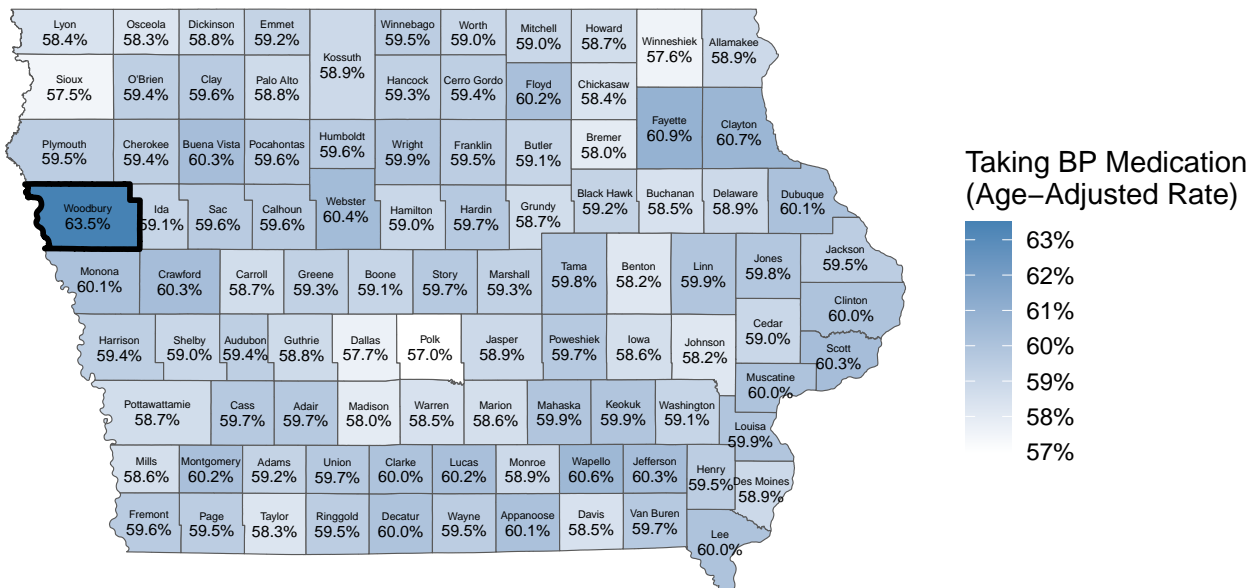 Lyon
58.4%
Osceola
58.3%
Dickinson
58.8%
Emmet
59.2%
Winnebago
59.5%
Worth
59.0%
Mitchell
59.0%
Howard
58.7%
Winneshiek
57.6%
Allamakee
58.9%
Kossuth
58.9%
Sioux
57.5%
O'Brien
59.4%
Clay
59.6%
Palo Alto
58.8%
Hancock
59.3%
Cerro Gordo
59.4%
Floyd
60.2%
Chickasaw
58.4%
Fayette
60.9%
Clayton
60.7%
Plymouth
59.5%
Cherokee
59.4%
Buena Vista
60.3%
Pocahontas
59.6%
Humboldt
59.6%
Wright
59.9%
Franklin
59.5%
Butler
59.1%
Bremer
58.0%
Woodbury
63.5%
Ida
59.1%
Sac
59.6%
Calhoun
59.6%
Webster
60.4%
Hamilton
59.0%
Hardin
59.7%
Grundy
58.7%
Black Hawk
59.2%
Buchanan
58.5%
Delaware
58.9%
Dubuque
60.1%
Monona
60.1%
Crawford
60.3%
Carroll
58.7%
Greene
59.3%
Boone
59.1%
Story
59.7%
Marshall
59.3%
Tama
59.8%
Benton
58.2%
Linn
59.9%
Jones
59.8%
Jackson
59.5%
Clinton
60.0%
Harrison
59.4%
Shelby
59.0%
Audubon
59.4%
Guthrie
58.8%
Dallas
57.7%
Polk
57.0%
Jasper
58.9%
Poweshiek
59.7%
Iowa
58.6%
Johnson
58.2%
Cedar
59.0%
Scott
60.3%
Muscatine
60.0%
Pottawattamie
58.7%
Cass
59.7%
Adair
59.7%
Madison
58.0%
Warren
58.5%
Marion
58.6%
Mahaska
59.9%
Keokuk
59.9%
Washington
59.1%
Louisa
59.9%
Mills
58.6%
Montgomery
60.2%
Adams
59.2%
Union
59.7%
Clarke
60.0%
Lucas
60.2%
Monroe
58.9%
Wapello
60.6%
Jefferson
60.3%
Henry
59.5%
Des Moines
58.9%
Fremont
59.6%
Page
59.5%
Taylor
58.3%
Ringgold
59.5%
Decatur
60.0%
Wayne
59.5%
Appanoose
60.1%
Davis
58.5%
Van Buren
59.7%
Lee
60.0%
Taking BP Medication
(Age−Adjusted Rate)
63%
62%
61%
60%
59%
58%
57%